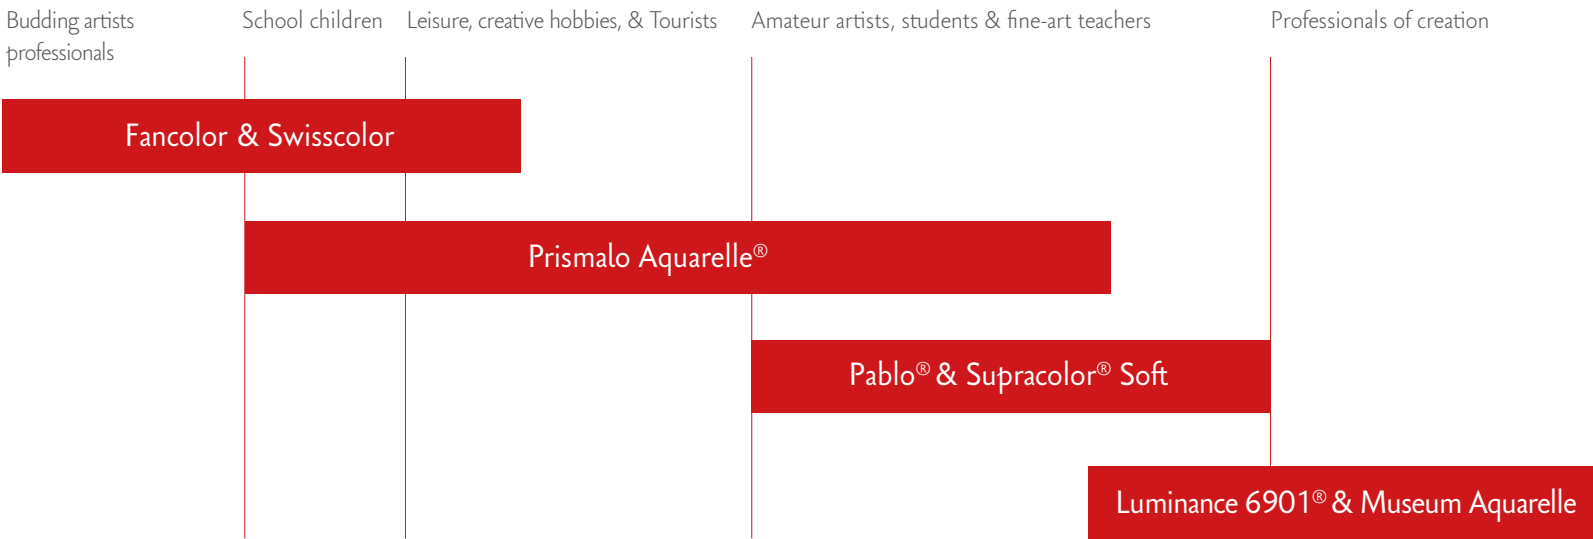 Budding artists
professionals
School children
Leisure, creative hobbies, & Tourists
Amateur artists, students & fine-art teachers
Professionals of creation
Fancolor & Swisscolor
Prismalo Aquarelle®
Pablo® & Supracolor® Soft
Luminance 6901® & Museum Aquarelle